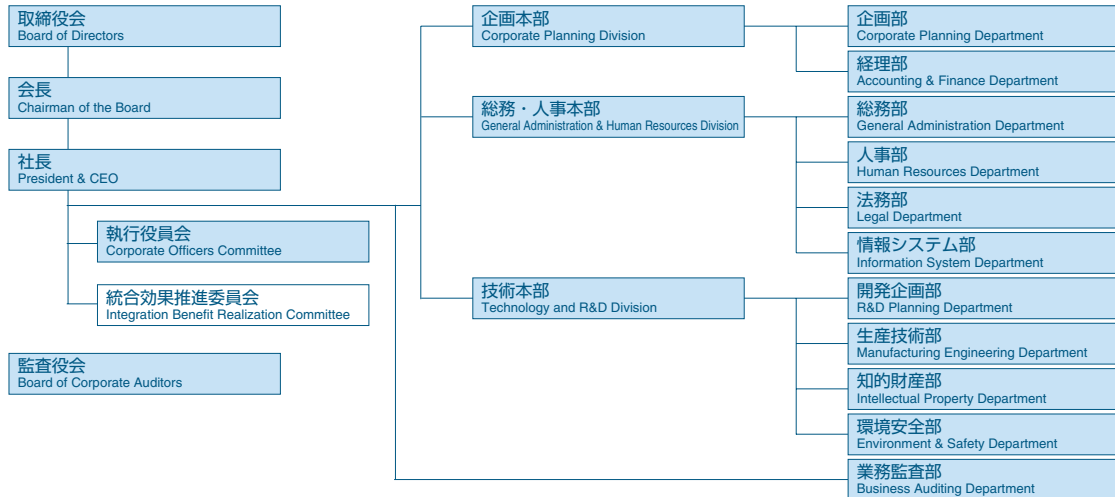 取締役会
Board of Directors
会長
Chairman of the Board
社長
President & CEO
執行役員会
Corporate Officers Committee
統合効果推進委員会
Integration Benefit Realization Committee
監査役会
Board of Corporate Auditors
企画本部
Corporate Planning Division
総務・人事本部
General Administration & Human Resources Division
技術本部
Technology and R&D Division
企画部
Corporate Planning Department
経理部
Accounting & Finance Department
総務部
General Administration Department
人事部
Human Resources Department
法務部
Legal Department
情報システム部
Information System Department
開発企画部
R&D Planning Department
生産技術部
Manufacturing Engineering Department
知的財産部
Intellectual Property Department
環境安全部
Environment & Safety Department
業務監査部
Business Auditing Department